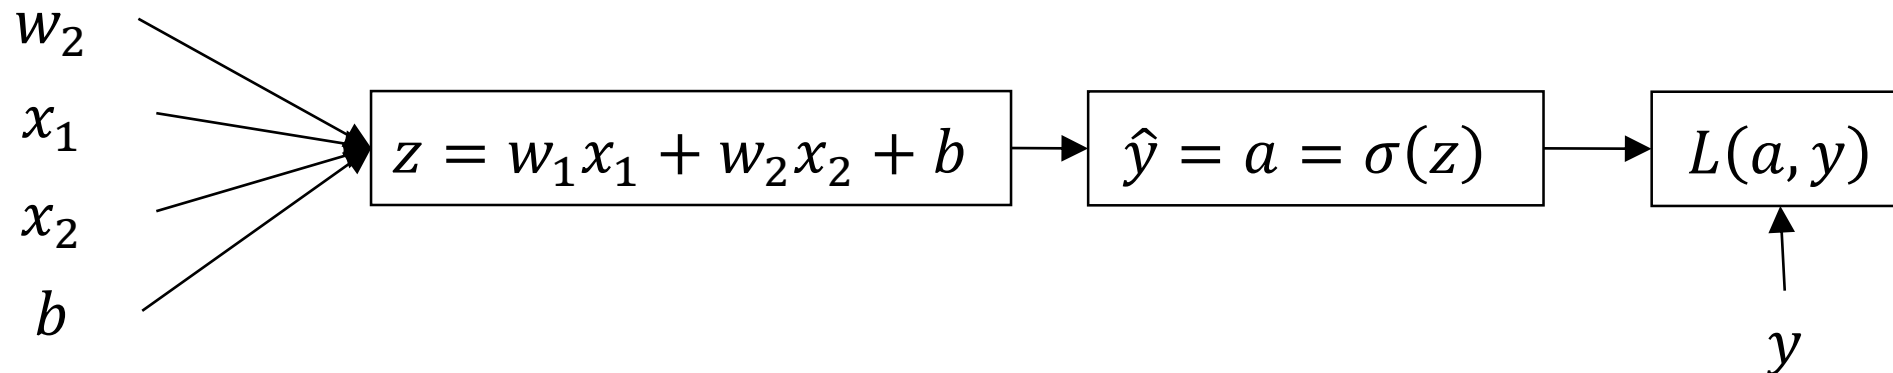 w₂
x₁
x₂
b
z = w₁x₁ + w₂x₂ + b
ŷ = a = σ(z)
L(a, y)
y